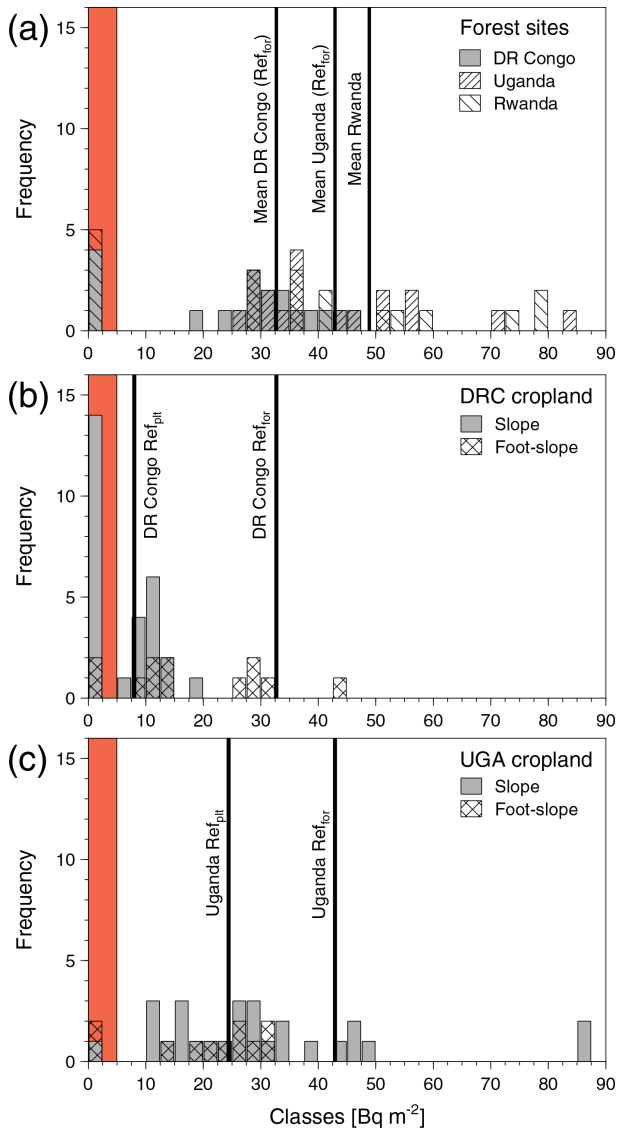 (a)
Forest sites
DR Congo
Uganda
Rwanda
Mean DR Congo (Ref_for)
Mean Uganda (Ref_for)
Mean Rwanda
Frequency
15
10
5
0
0 10 20 30 40 50 60 70 80 90
(b)
DRC cropland
Slope
Foot-slope
DR Congo Ref_plt
DR Congo Ref_for
Frequency
15
10
5
0
0 10 20 30 40 50 60 70 80 90
(c)
UGA cropland
Slope
Foot-slope
Uganda Ref_plt
Uganda Ref_for
Frequency
15
10
5
0
0 10 20 30 40 50 60 70 80 90
Classes [Bq m⁻²]